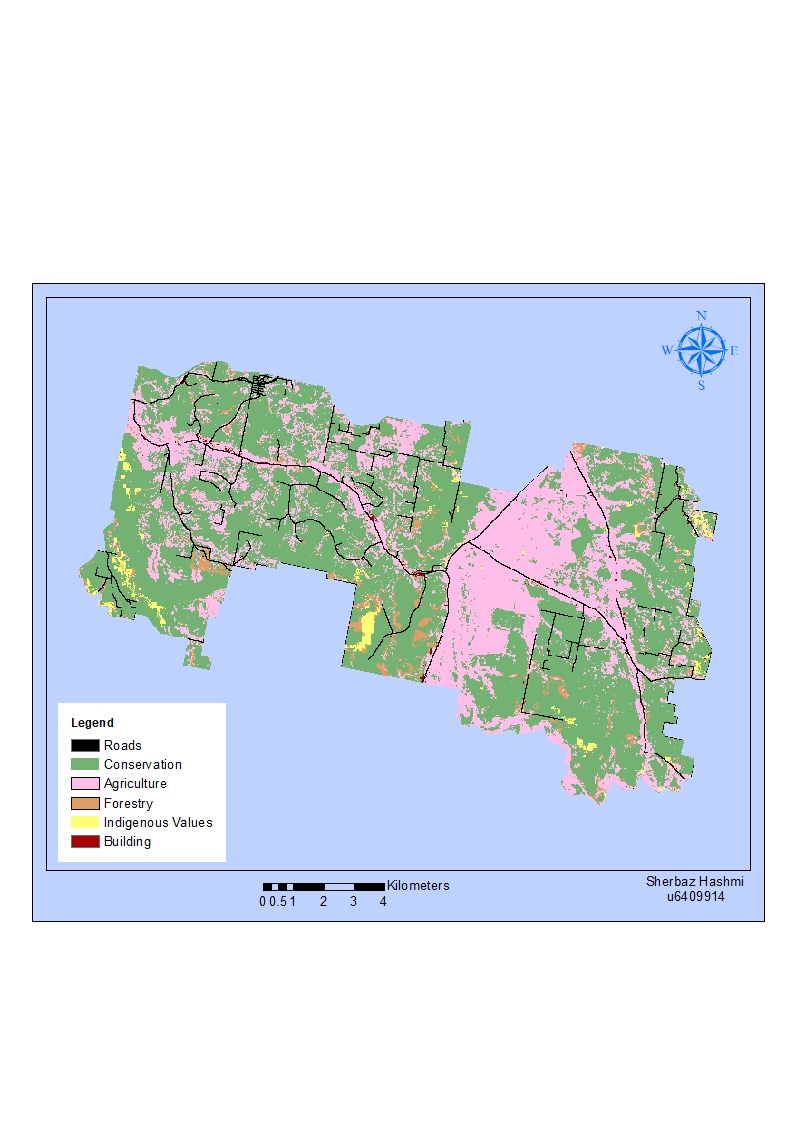 N
W E
S
Legend
Roads
Conservation
Agriculture
Forestry
Indigenous Values
Building
Kilometers
0 0.5 1 2 3 4
Sherbaz Hashmi
u6409914